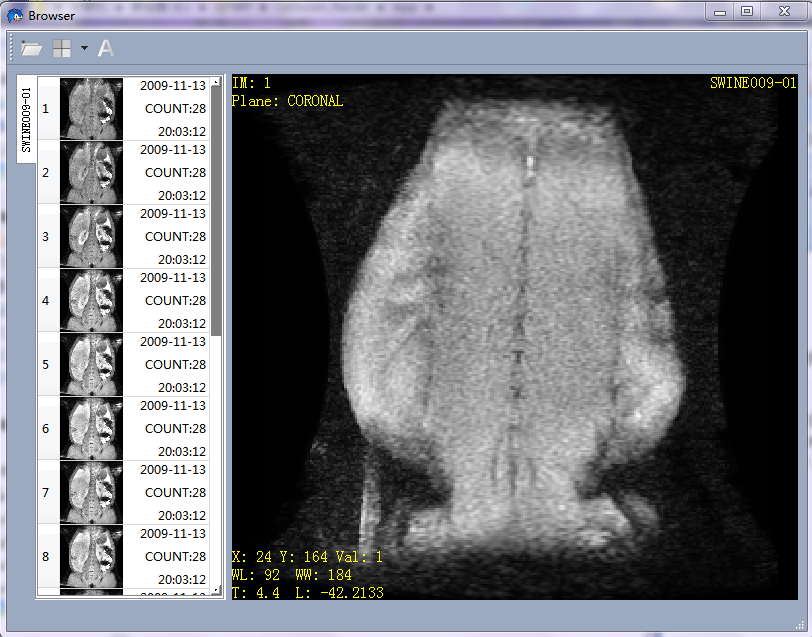 Browser
A
SWINE009-01
1
2009-11-13
COUNT:28
20:03:12
2
2009-11-13
COUNT:28
20:03:12
3
2009-11-13
COUNT:28
20:03:12
4
2009-11-13
COUNT:28
20:03:12
5
2009-11-13
COUNT:28
20:03:12
6
2009-11-13
COUNT:28
20:03:12
7
2009-11-13
COUNT:28
20:03:12
8
2009-11-13
COUNT:28
20:03:12
IM: 1
Plane: CORONAL
SWINE009-01
X: 24 Y: 164 Val: 1
WL: 92 WW: 184
T: 4.4 L: -42.2133